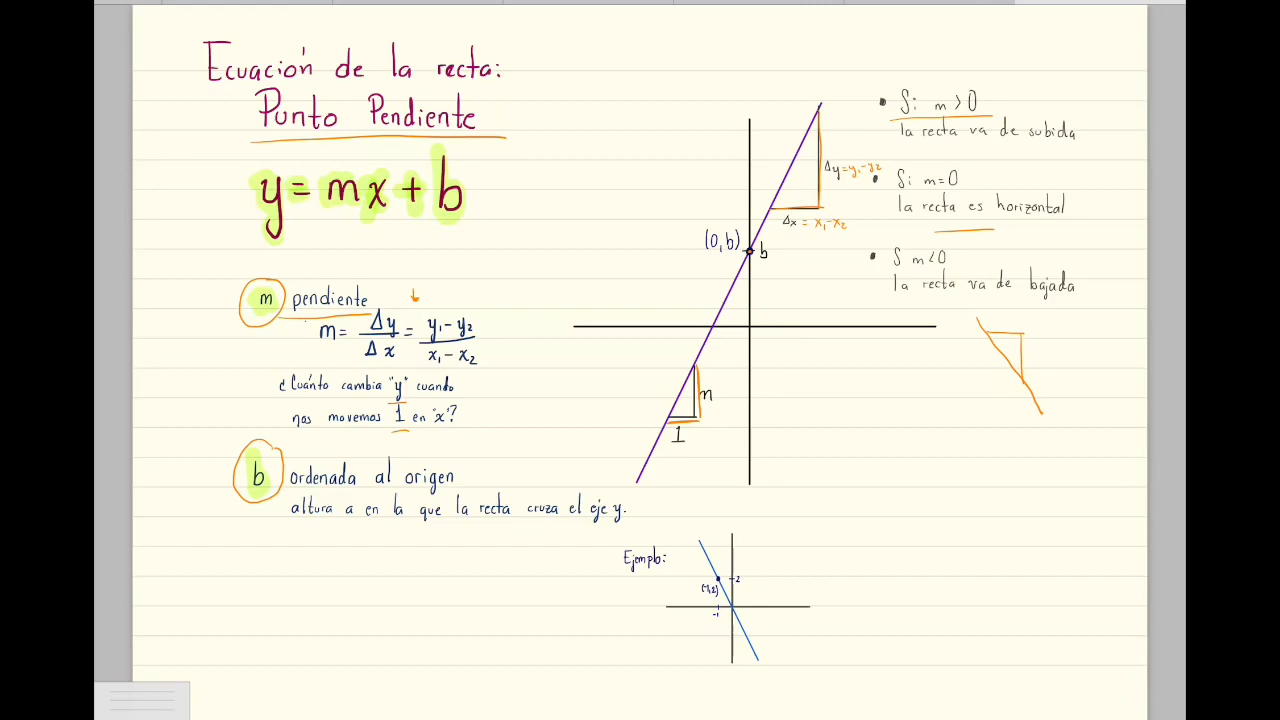 Ecuación de la recta:
Punto Pendiente
y = mx + b
m pendiente
m = Δy/Δx = y₁-y₂/x₁-x₂
¿Cuánto cambia "y" cuando
nos movemos 1 en "x"?
b ordenada al origen
altura a en la que la recta cruza el eje y.
Δy = y₁-y₂
Δx = x₁-x₂
(0,b)
b
n
1
• Si m>0
la recta va de subida
• Si m=0
la recta es horizontal
• S m<0
la recta va de bajada
Ejemplo:
2
-1